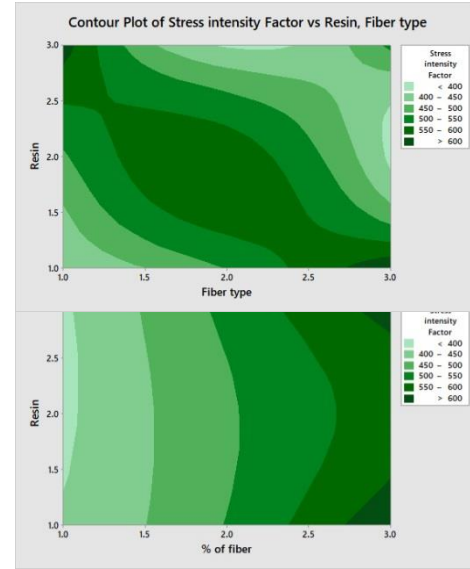 Contour Plot of Stress intensity Factor vs Resin, Fiber type
Stress
intensity
Factor
< 400
400 – 450
450 – 500
500 – 550
550 – 600
> 600
3.0
2.5
2.0
1.5
1.0
Resin
1.0 1.5 2.0 2.5 3.0
Fiber type
intensity
Factor
< 400
400 – 450
450 – 500
500 – 550
550 – 600
> 600
2.5
2.0
1.5
1.0
Resin
1.0 1.5 2.0 2.5 3.0
% of fiber